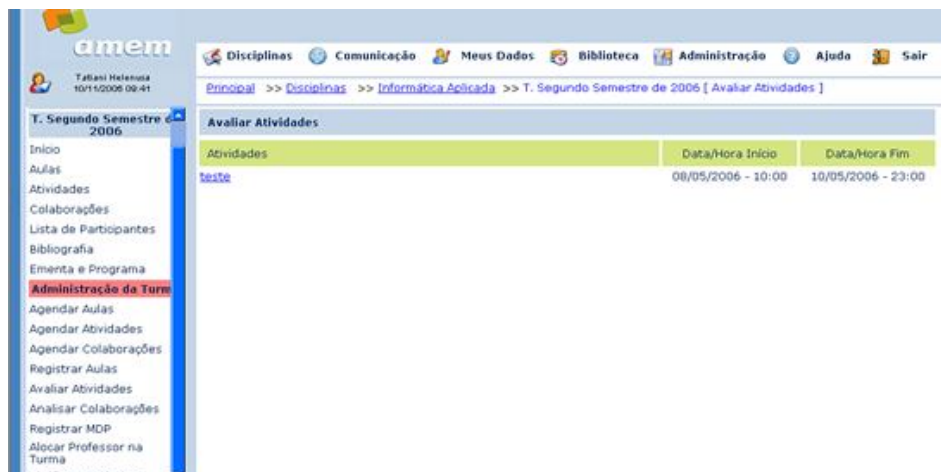 amem
Disciplinas Comunicação Meus Dados Biblioteca Administração Ajuda Sair
Tatiani Helenusa
10/11/2006 09:41
Principal >> Disciplinas >> Informática Aplicada >> T. Segundo Semestre de 2006 [ Avaliar Atividades ]
T. Segundo Semestre d
2006
Início
Aulas
Atividades
Colaborações
Lista de Participantes
Bibliografia
Ementa e Programa
Administração da Turm
Agendar Aulas
Agendar Atividades
Agendar Colaborações
Registrar Aulas
Avaliar Atividades
Analisar Colaborações
Registrar MDP
Alocar Professor na
Turma
Avaliar Atividades
Atividades Data/Hora Início Data/Hora Fim
teste 08/05/2006 - 10:00 10/05/2006 - 23:00